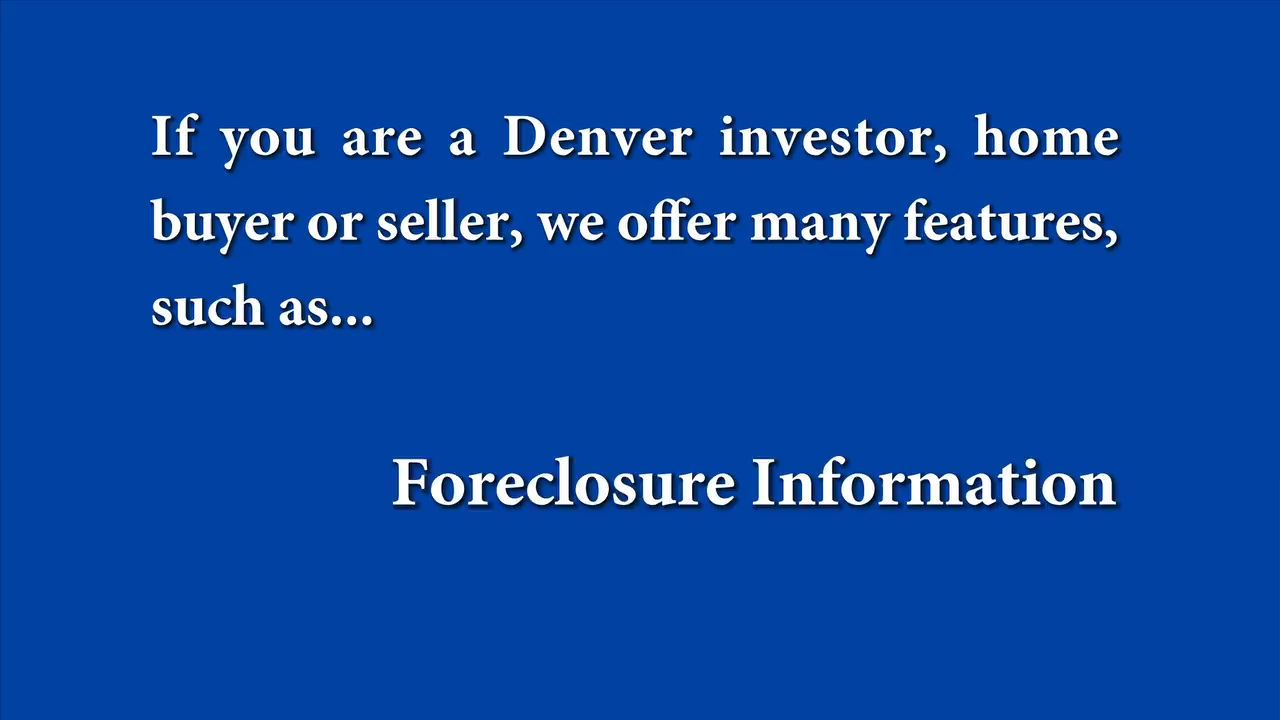 If you are a Denver investor, home
buyer or seller, we offer many features,
such as...
Foreclosure Information